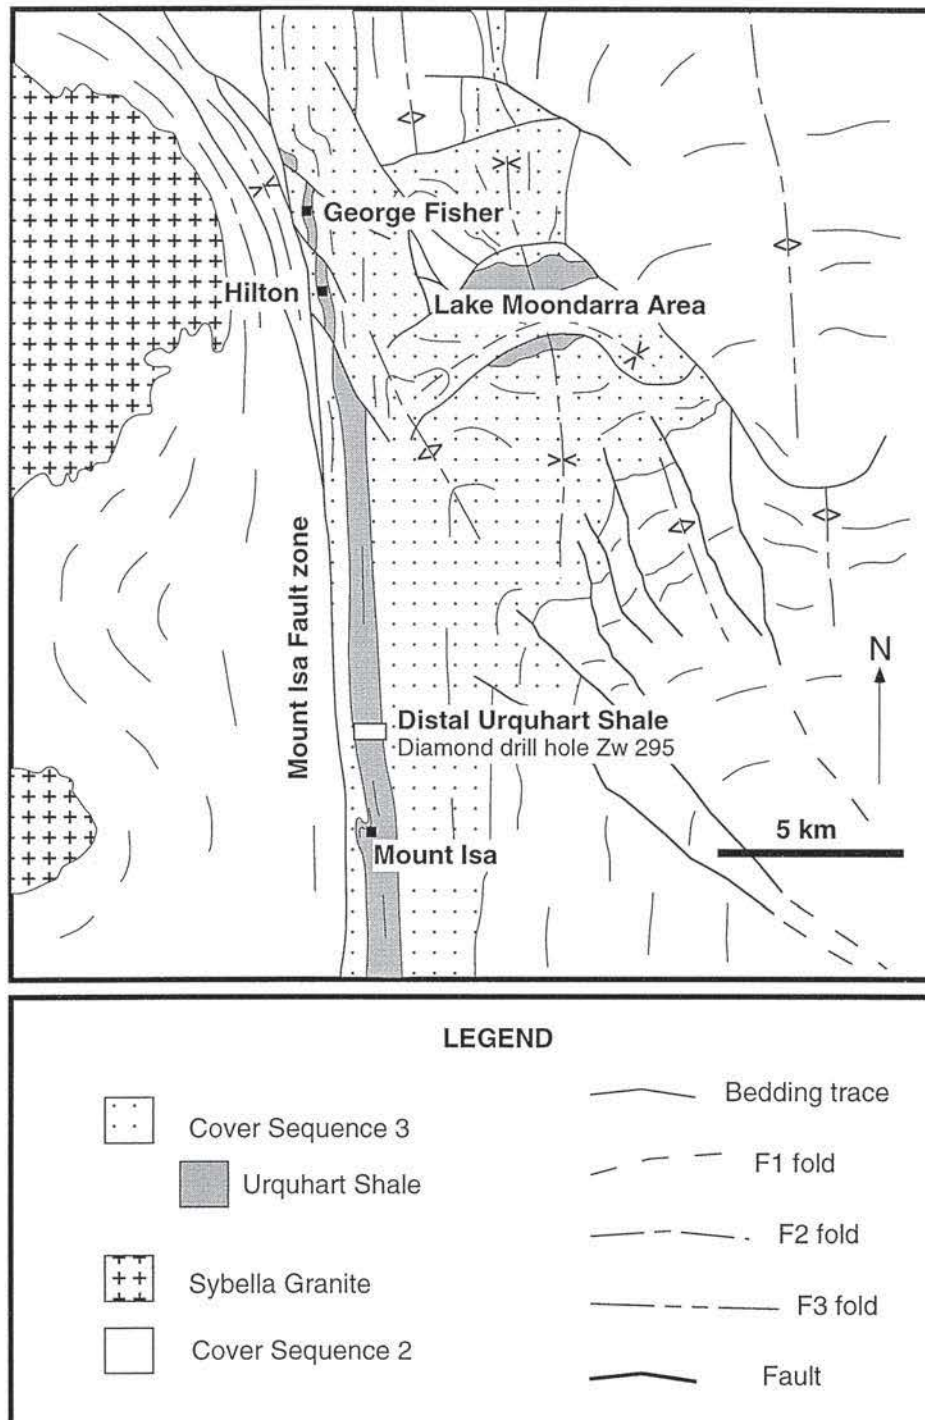 George Fisher
Hilton
Lake Moondarra Area
Mount Isa Fault zone
N
Distal Urquhart Shale
Diamond drill hole Zw 295
5 km
Mount Isa
LEGEND
Cover Sequence 3
Urquhart Shale
Sybella Granite
Cover Sequence 2
Bedding trace
F1 fold
F2 fold
F3 fold
Fault